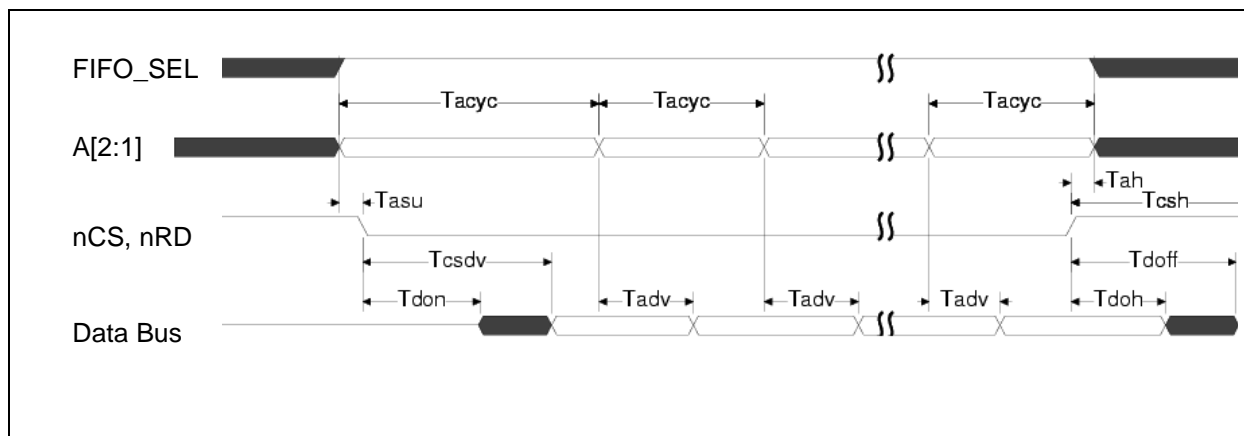 FIFO_SEL
Tacyc Tacyc Tacyc
A[2:1]
Tah
Tasu Tcsh
nCS, nRD
Tcsdv Tdoff
Tdon Tadv Tadv Tadv Tdoh
Data Bus